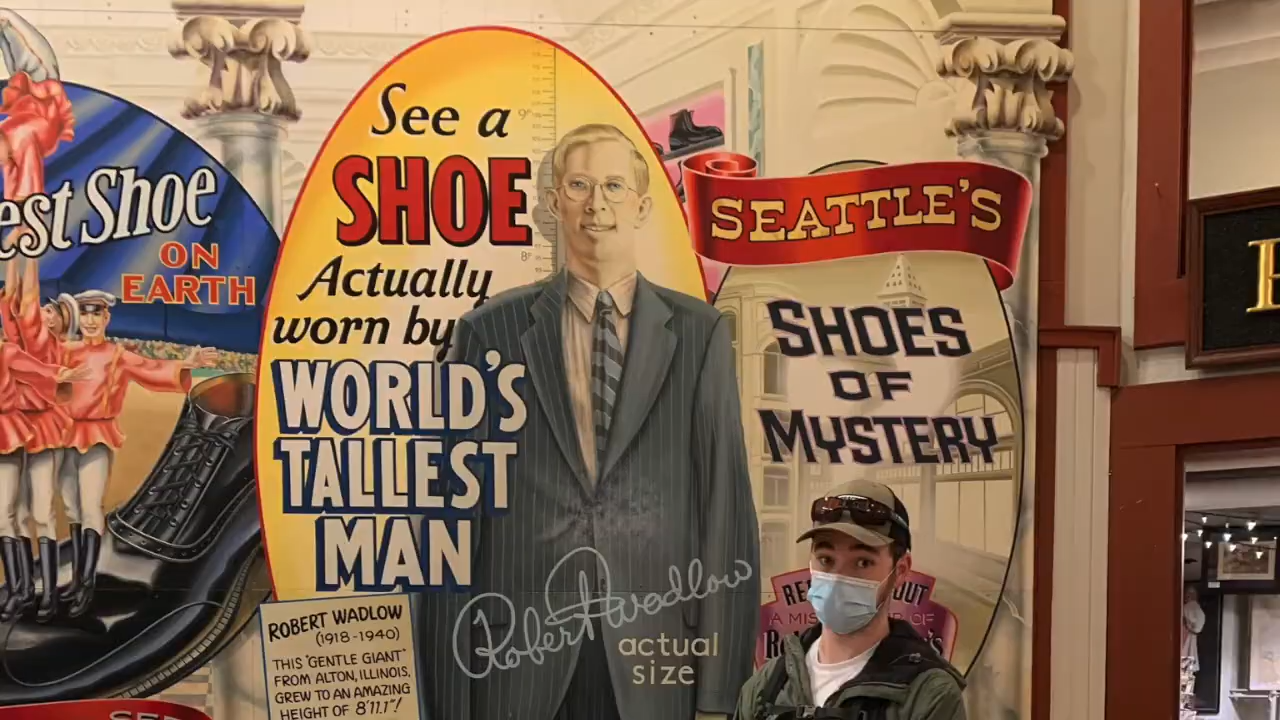 est Shoe
ON
EARTH
See a
SHOE
Actually
worn by
WORLD'S
TALLEST
MAN
9'
8'
ROBERT WADLOW
(1918-1940)
THIS "GENTLE GIANT"
FROM ALTON, ILLINOIS,
GREW TO AN AMAZING
HEIGHT OF 8'11.1"!
Robert Wadlow
actual
size
SEATTLE'S
SHOES
OF
MYSTERY